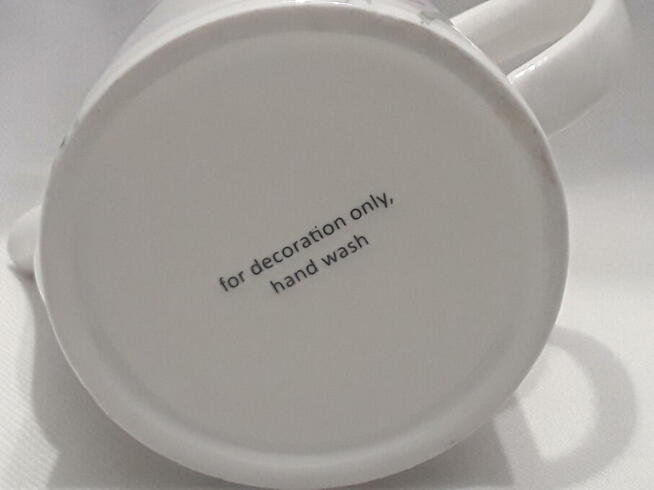 for decoration only,
hand wash